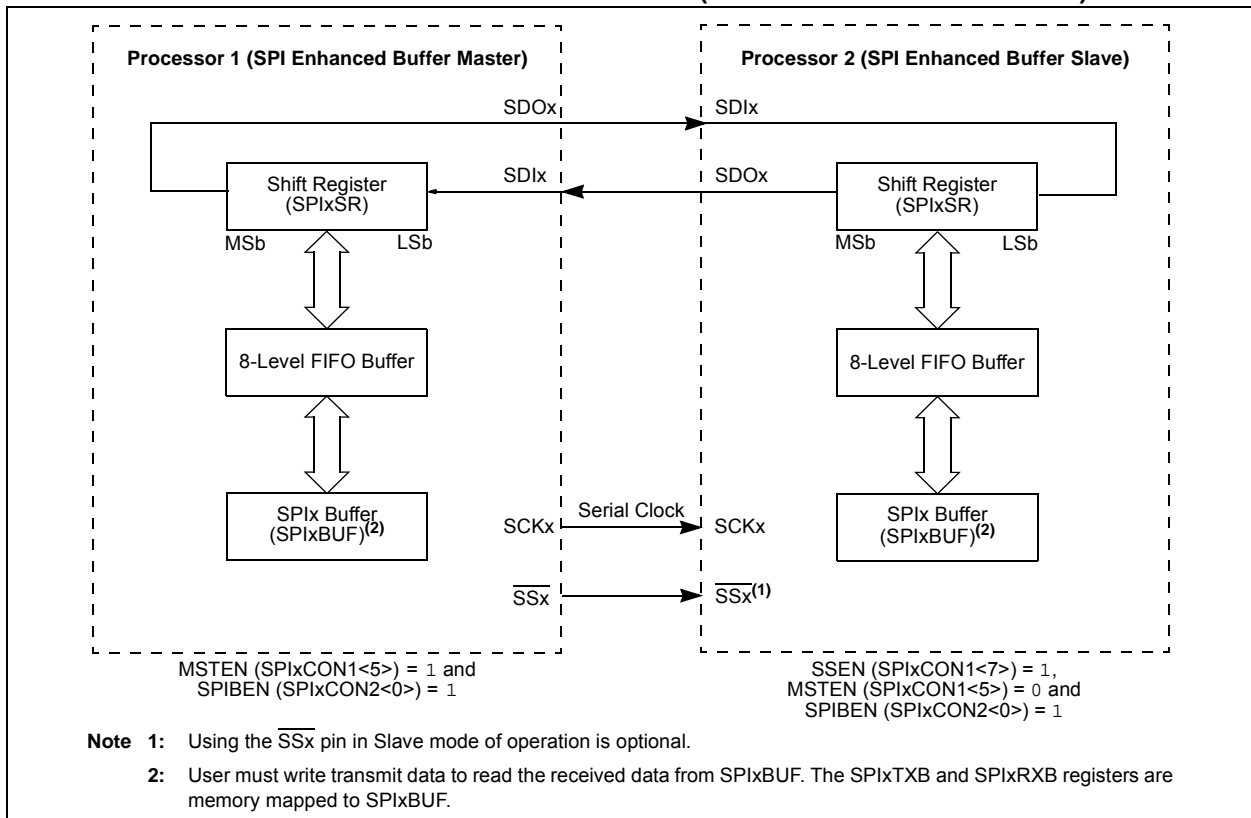 Processor 1 (SPI Enhanced Buffer Master)
Processor 2 (SPI Enhanced Buffer Slave)
SDOx
SDIx
SDIx
SDOx
Shift Register
(SPIxSR)
MSb
LSb
Shift Register
(SPIxSR)
MSb
LSb
8-Level FIFO Buffer
8-Level FIFO Buffer
SPIx Buffer
(SPIxBUF)(2)
SCKx
Serial Clock
SCKx
SPIx Buffer
(SPIxBUF)(2)
SSx
SSx(1)
MSTEN (SPIxCON1<5>) = 1 and
SPIBEN (SPIxCON2<0>) = 1
SSEN (SPIxCON1<7>) = 1,
MSTEN (SPIxCON1<5>) = 0 and
SPIBEN (SPIxCON2<0>) = 1
Note 1: Using the SSx pin in Slave mode of operation is optional.
2: User must write transmit data to read the received data from SPIxBUF. The SPIxTXB and SPIxRXB registers are
memory mapped to SPIxBUF.